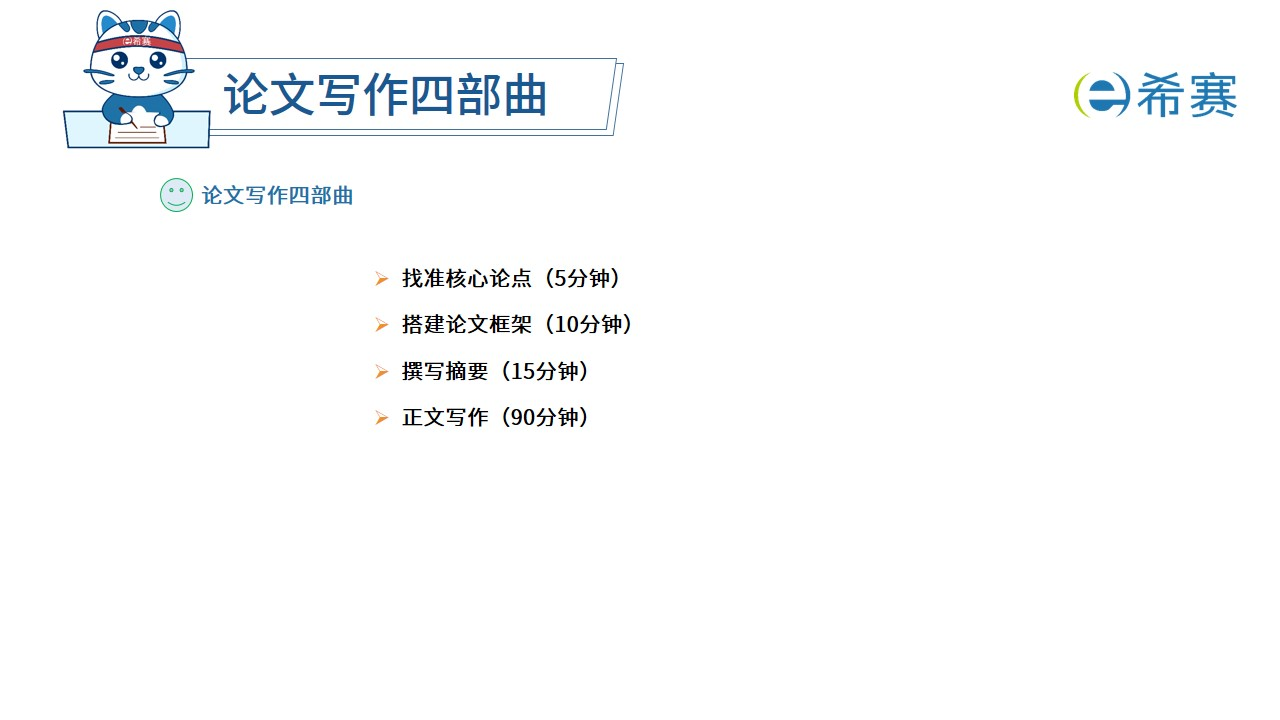 希赛
论文写作四部曲
希赛
论文写作四部曲
找准核心论点（5分钟）
搭建论文框架（10分钟）
撰写摘要（15分钟）
正文写作（90分钟）